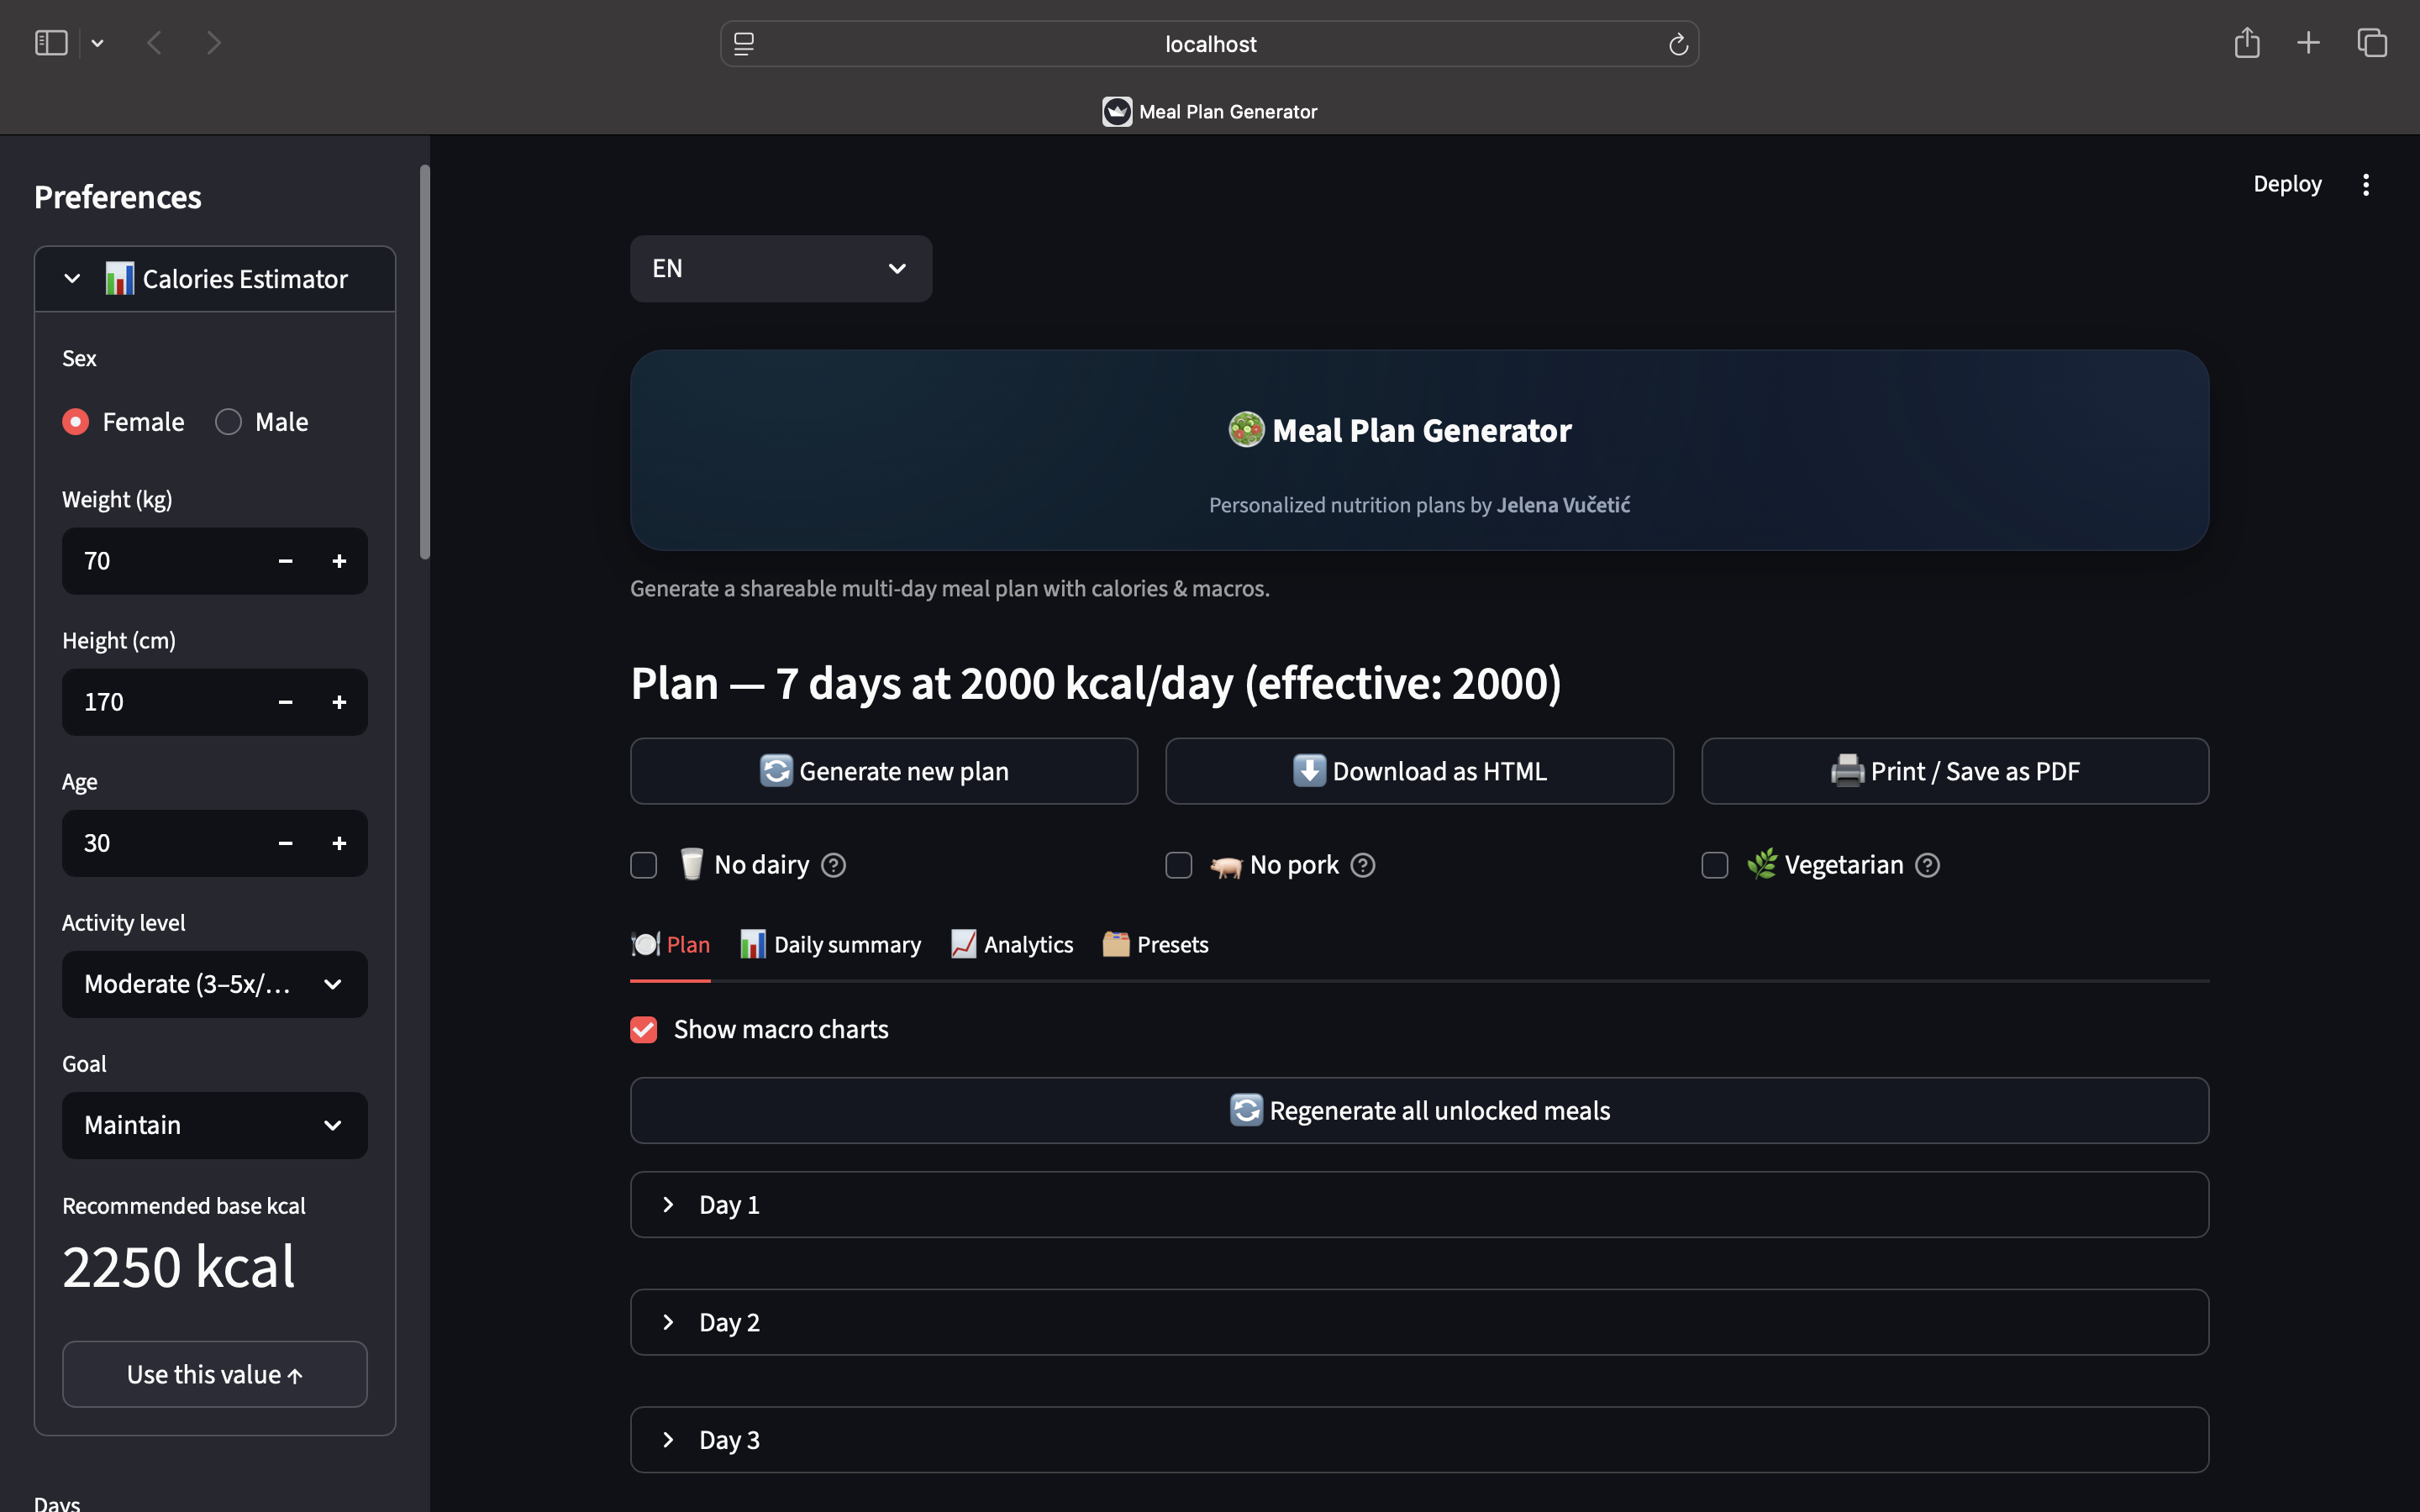 localhost
Meal Plan Generator
Preferences
Calories Estimator
Sex
Female
Male
Weight (kg)
70
Height (cm)
170
Age
30
Activity level
Moderate (3–5x/...
Goal
Maintain
Recommended base kcal
2250 kcal
Use this value ↑
Days
Deploy
EN
Meal Plan Generator
Personalized nutrition plans by Jelena Vučetić
Generate a shareable multi-day meal plan with calories & macros.
Plan — 7 days at 2000 kcal/day (effective: 2000)
Generate new plan
Download as HTML
Print / Save as PDF
No dairy
No pork
Vegetarian
Plan
Daily summary
Analytics
Presets
Show macro charts
Regenerate all unlocked meals
Day 1
Day 2
Day 3